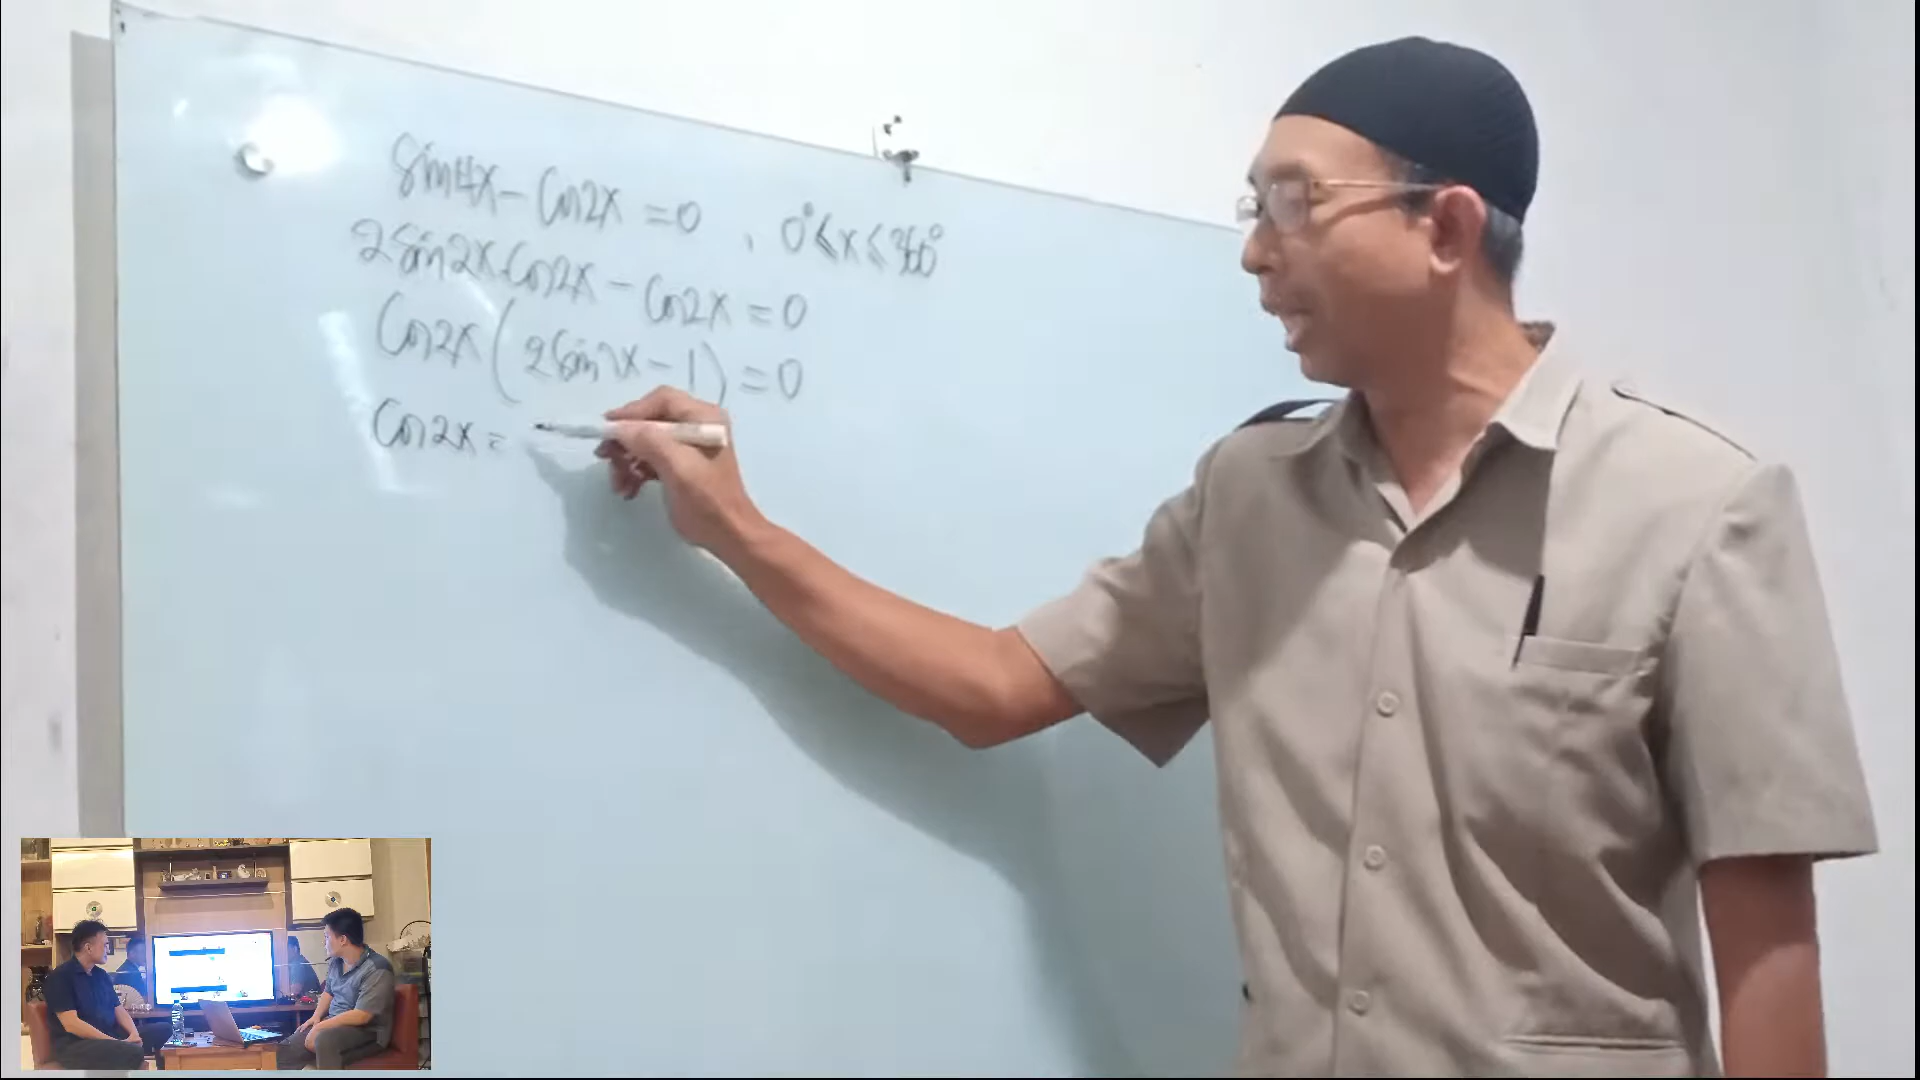 sin4x - cos2x = 0 , 0° ≤ x ≤ 360°
2sin2x cos2x - cos2x = 0
cos2x (2sin2x - 1) = 0
cos2x =